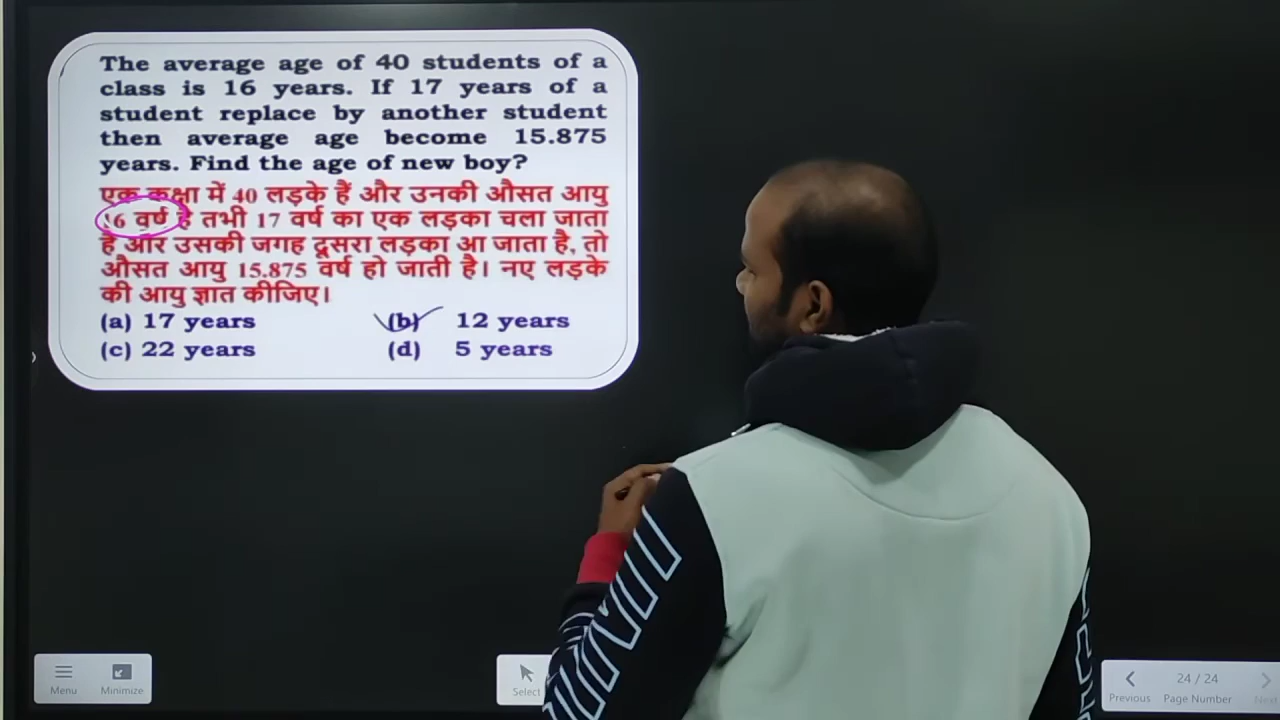 The average age of 40 students of a
class is 16 years. If 17 years of a
student replace by another student
then average age become 15.875
years. Find the age of new boy?
एक कक्षा में 40 लड़के हैं और उनकी औसत आयु
16 वर्ष है तभी 17 वर्ष का एक लड़का चला जाता
है और उसकी जगह दूसरा लड़का आ जाता है, तो
औसत आयु 15.875 वर्ष हो जाती है। नए लड़के
की आयु ज्ञात कीजिए।
(a) 17 years (b) 12 years
(c) 22 years (d) 5 years
Menu Minimize Select Previous 24 / 24 Page Number Next